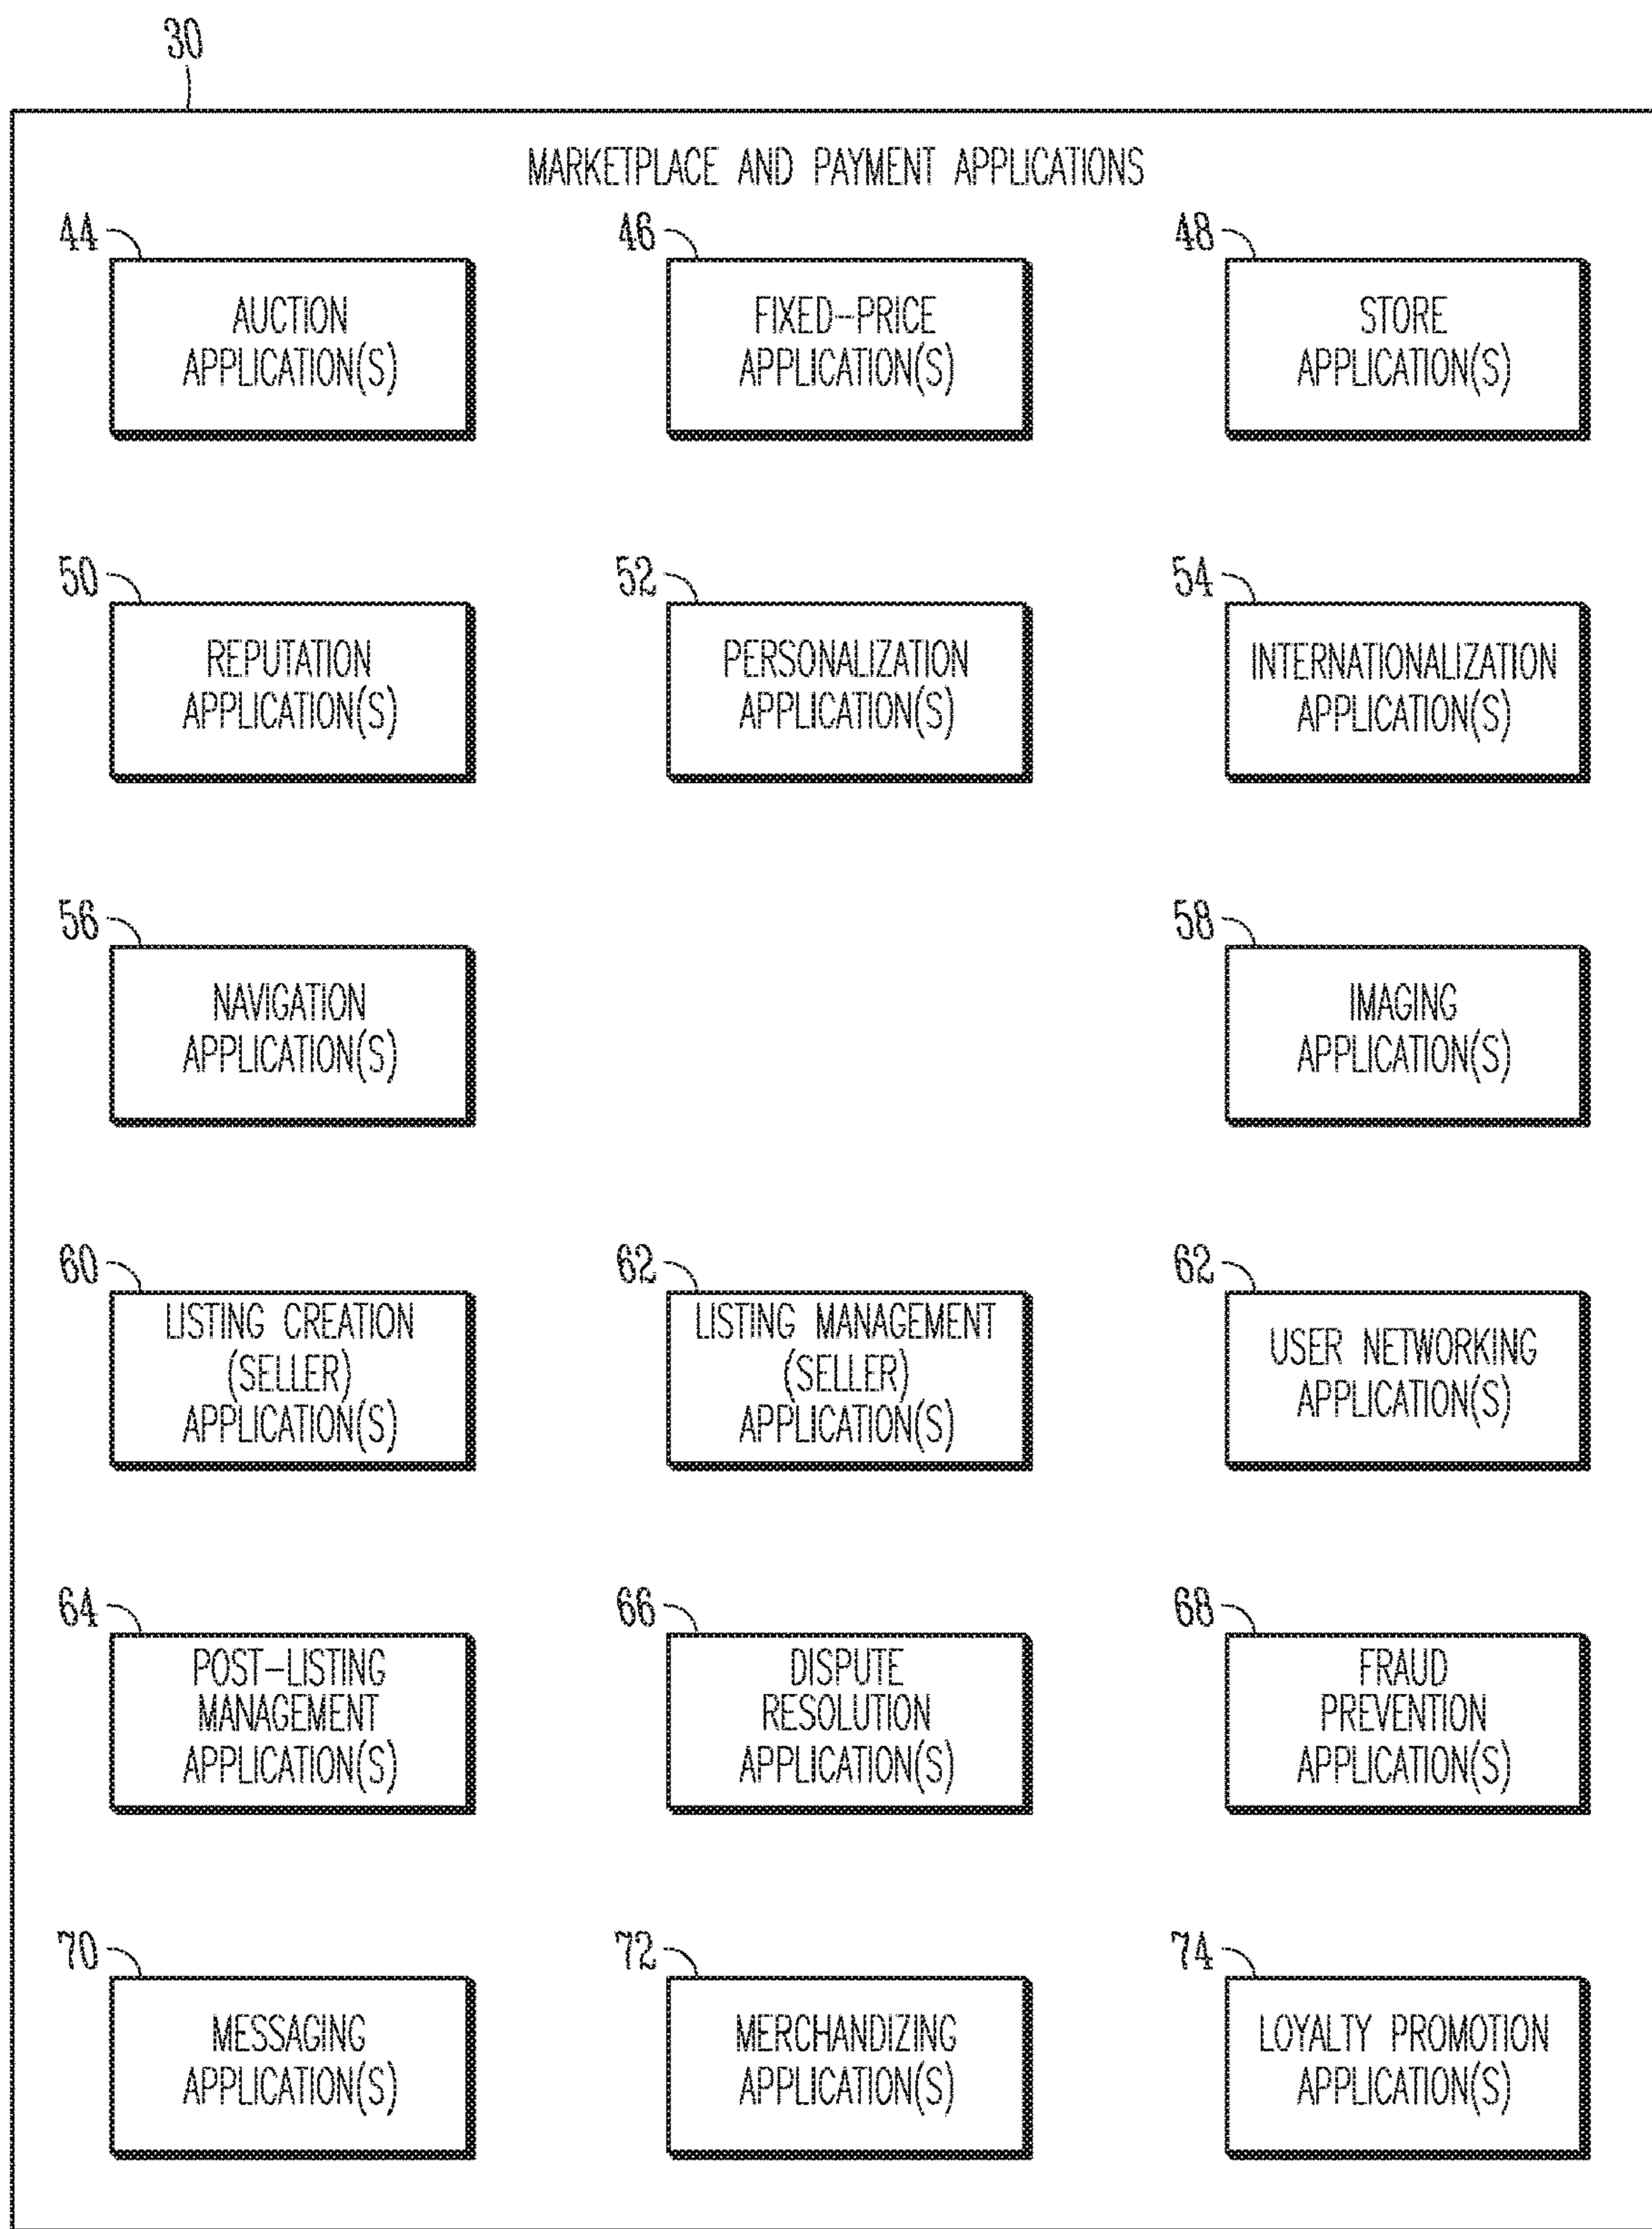 30
MARKETPLACE AND PAYMENT APPLICATIONS
44
AUCTION
APPLICATION(S)
46
FIXED-PRICE
APPLICATION(S)
48
STORE
APPLICATION(S)
50
REPUTATION
APPLICATION(S)
52
PERSONALIZATION
APPLICATION(S)
54
INTERNATIONALIZATION
APPLICATION(S)
56
NAVIGATION
APPLICATION(S)
58
IMAGING
APPLICATION(S)
60
LISTING CREATION
(SELLER)
APPLICATION(S)
62
LISTING MANAGEMENT
(SELLER)
APPLICATION(S)
62
USER NETWORKING
APPLICATION(S)
64
POST-LISTING
MANAGEMENT
APPLICATION(S)
66
DISPUTE
RESOLUTION
APPLICATION(S)
68
FRAUD
PREVENTION
APPLICATION(S)
70
MESSAGING
APPLICATION(S)
72
MERCHANDIZING
APPLICATION(S)
74
LOYALTY PROMOTION
APPLICATION(S)